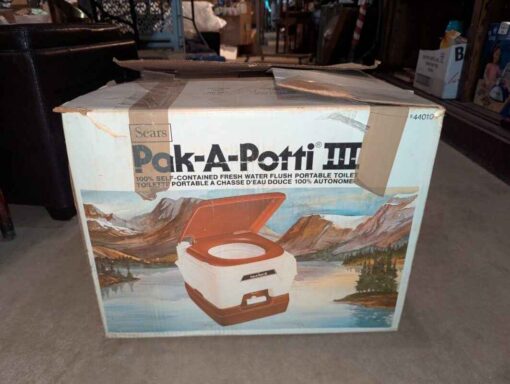 Sears
Pak-A-Potti® III
100% SELF-CONTAINED FRESH WATER FLUSH PORTABLE TOILET
TOILETTE PORTABLE A CHASSE D'EAU DOUCE 100% AUTONOME
44010
B